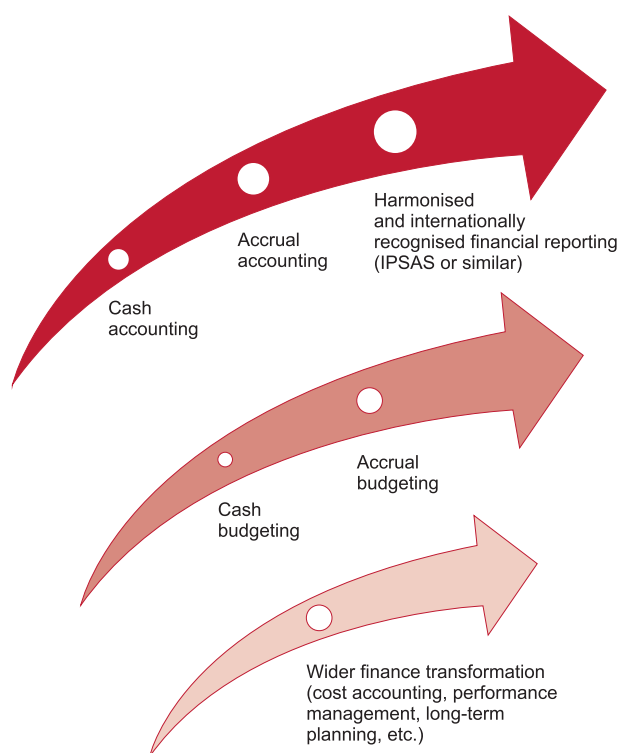 Harmonised
and internationally
recognised financial reporting
(IPSAS or similar)
Accrual
accounting
Cash
accounting
Accrual
budgeting
Cash
budgeting
Wider finance transformation
(cost accounting, performance
management, long-term
planning, etc.)